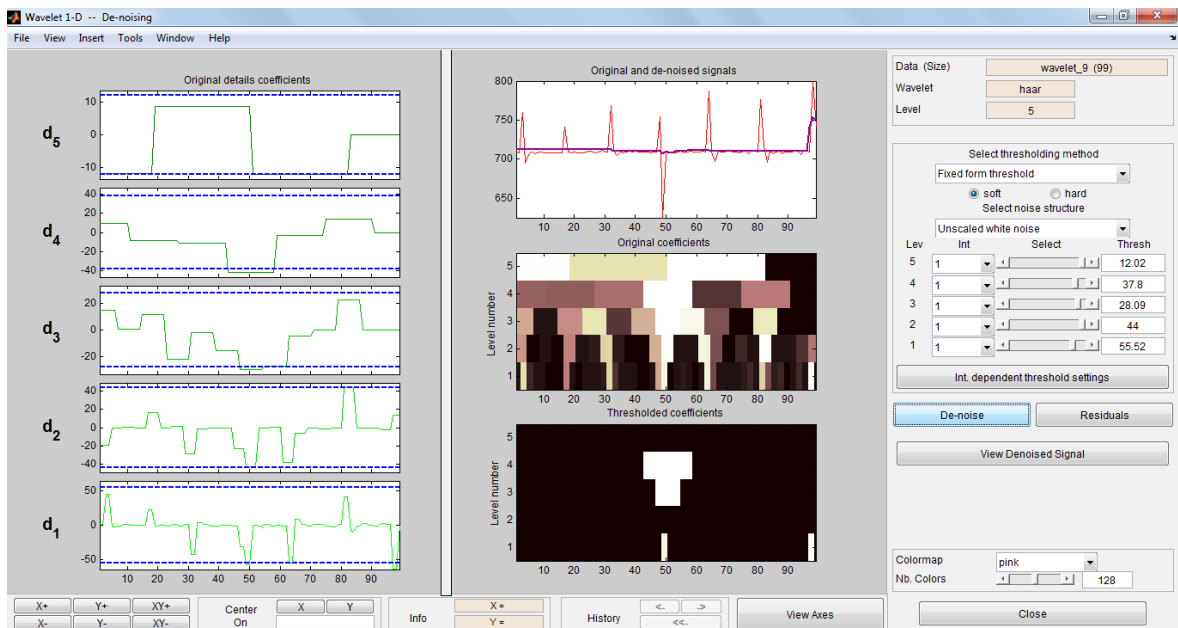 Wavelet 1-D -- De-noising
File View Insert Tools Window Help
Original details coefficients
d5
10
0
-10
d4
40
20
0
-20
-40
d3
20
0
-20
d2
40
20
0
-20
-40
d1
50
0
-50
10 20 30 40 50 60 70 80 90
Original and de-noised signals
800
750
700
650
10 20 30 40 50 60 70 80 90
Original coefficients
Level number
5
4
3
2
1
10 20 30 40 50 60 70 80 90
Thresholded coefficients
Level number
5
4
3
2
1
10 20 30 40 50 60 70 80 90
Data (Size) wavelet_9 (99)
Wavelet haar
Level 5
Select thresholding method
Fixed form threshold
soft hard
Select noise structure
Unscaled white noise
Lev Int Select Thresh
5 1 12.02
4 1 37.8
3 1 28.09
2 1 44
1 1 55.52
Int. dependent threshold settings
De-noise Residuals
View Denoised Signal
Colormap pink
Nb. Colors 128
Close
X+ Y+ XY+
X- Y- XY-
Center On X Y
Info X = Y =
History <- -> <<-
View Axes